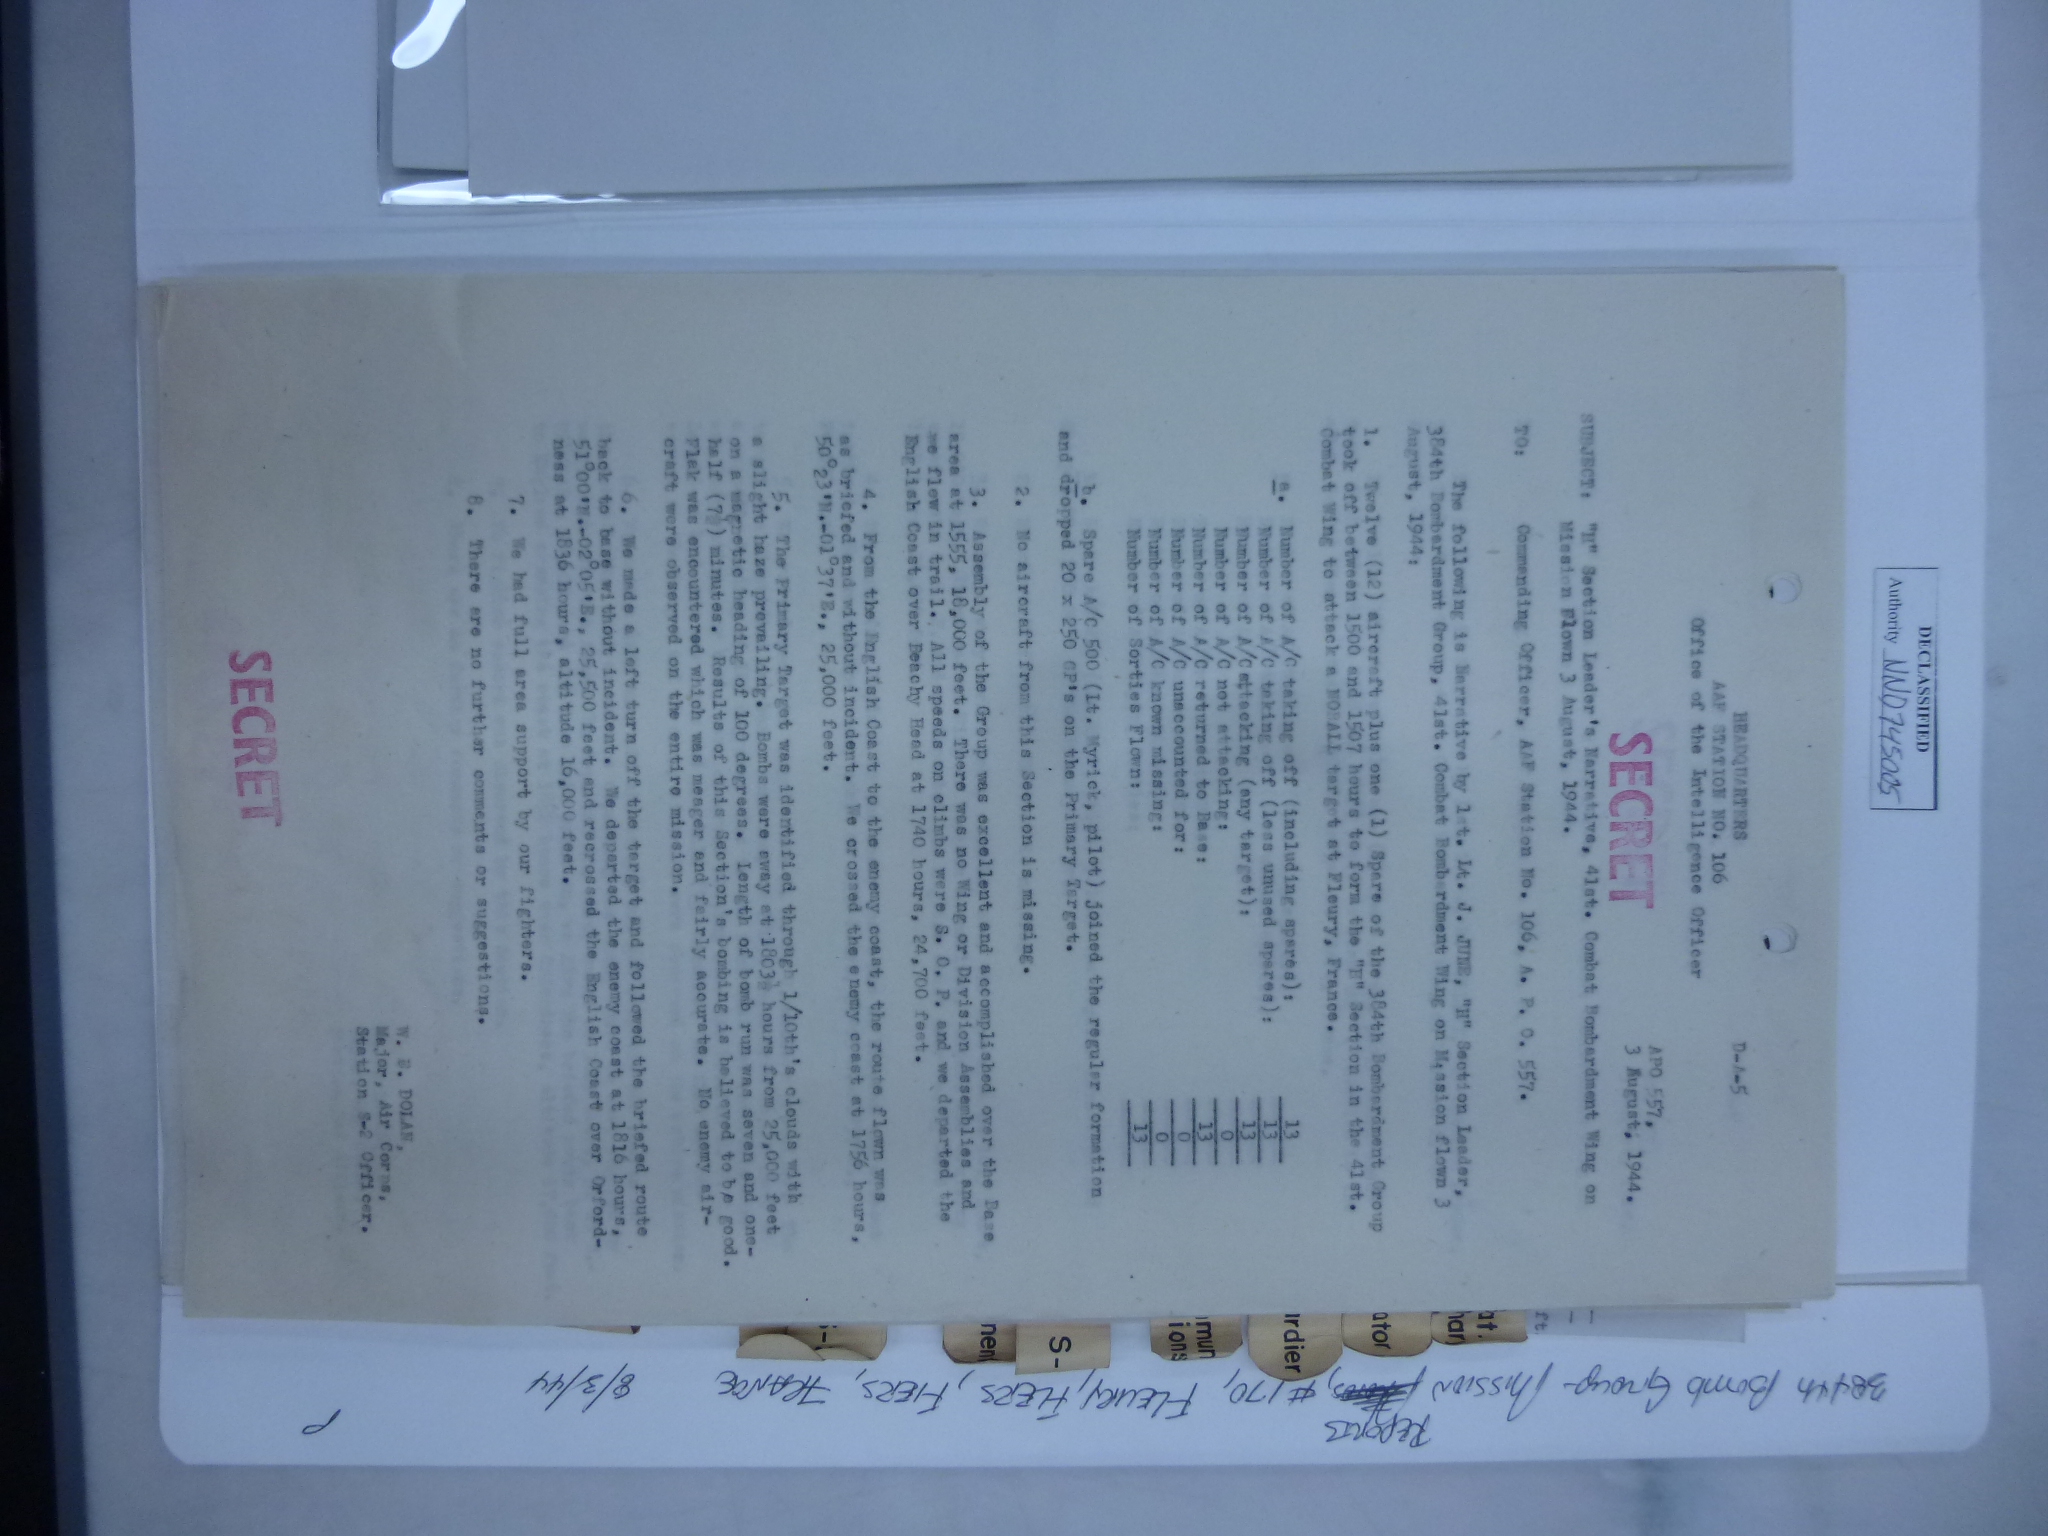 DECLASSIFIED
Authority NND745005
HEADQUARTERS
AAF STATION NO. 106
Office of the Intelligence Officer
D-A-5
SECRET
APO 557,
3 August, 1944.
SUBJECT: "H" Section Leader's Narrative, 41st. Combat Bombardment Wing on
Mission Flown 3 August, 1944.
TO: Commanding Officer, AAF Station No. 106, A. P. O. 557.
The following is Narrative by 1st. Lt. J. JUNE, "H" Section Leader,
384th Bombardment Group, 41st. Combat Bombardment Wing on Mission flown 3
August, 1944:
1. Twelve (12) aircraft plus one (1) Spare of the 384th Bombardment Group
took off between 1500 and 1507 hours to form the "H" Section in the 41st.
Combat Wing to attack a NOBALL target at Fleury, France.
a. Number of A/c taking off (including spares): 13
Number of A/c taking off (less unused spares): 13
Number of A/c attacking (any target): 13
Number of A/c not attacking: 0
Number of A/c returned to Base: 13
Number of A/c unaccounted for: 0
Number of A/c known missing: 0
Number of Sorties Flown: 13
b. Spare A/c 500 (Lt. Myrick, pilot) joined the regular formation
and dropped 20 x 250 GP's on the Primary Target.
2. No aircraft from this Section is missing.
3. Assembly of the Group was excellent and accomplished over the Base
area at 1555, 18,000 feet. There was no Wing or Division Assemblies and
we flew in trail. All speeds on climbs were S. O. P. and we departed the
English Coast over Beachy Head at 1740 hours, 24,700 feet.
4. From the English Coast to the enemy coast, the route flown was
as briefed and without incident. We crossed the enemy coast at 1756 hours,
50°23'N.-01°37'E., 25,000 feet.
5. The Primary Target was identified through 1/10th's clouds with
a slight haze prevailing. Bombs were away at 1803½ hours from 25,000 feet
on a magnetic heading of 100 degrees. Length of bomb run was seven and one-
half (7½) minutes. Results of this Section's bombing is believed to be good.
Flak was encountered which was meager and fairly accurate. No enemy air-
craft were observed on the entire mission.
6. We made a left turn off the target and followed the briefed route
back to base without incident. We departed the enemy coast at 1816 hours,
51°00'N.-02°05'E., 25,500 feet and recrossed the English Coast over Orford-
ness at 1836 hours, altitude 16,000 feet.
7. We had full area support by our fighters.
8. There are no further comments or suggestions.
W. E. DOLAN,
Major, Air Corps,
Station S-2 Officer.
SECRET
ft
at.
har
ator
rdier
mun
ions
S-
nen
S-
384th Bomb Group - Mission Reports, #170, FLEURY, FIERS, FIERS, FRANCE 8/3/44
P